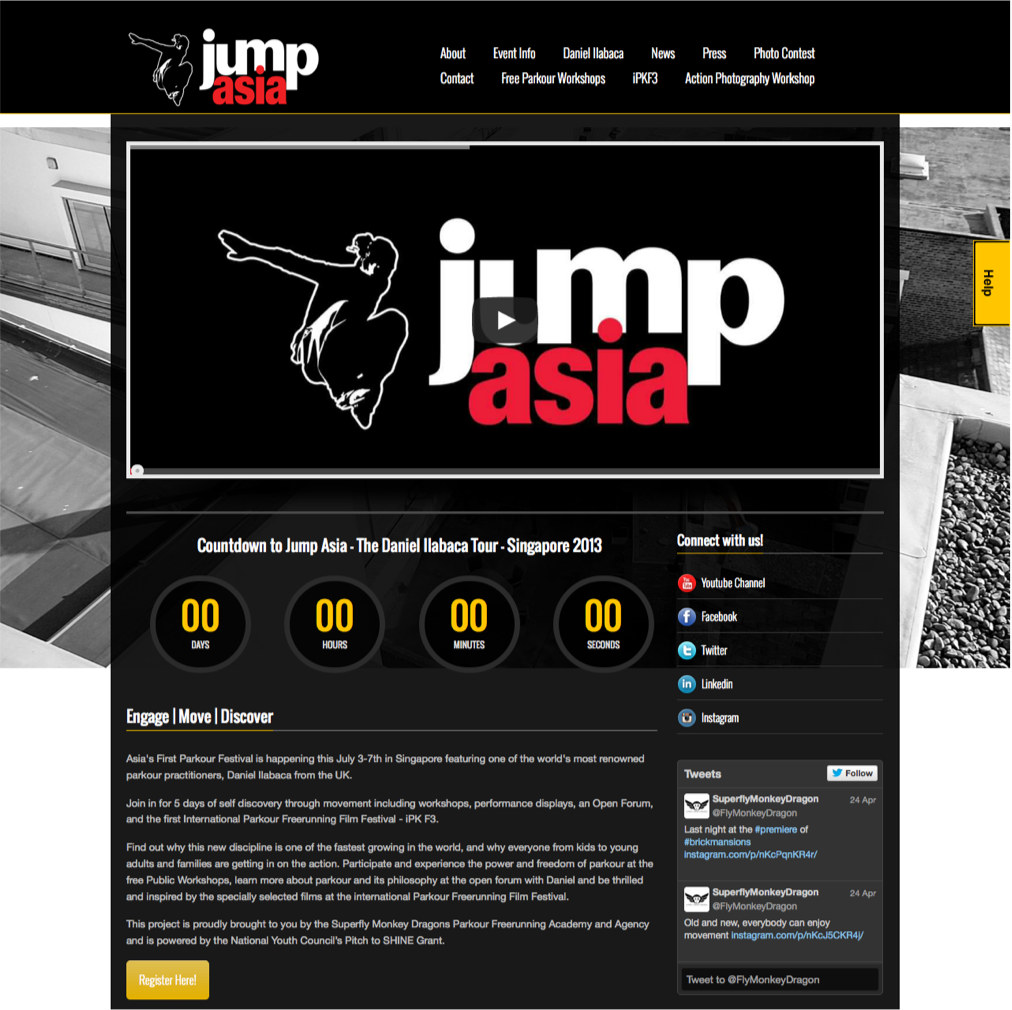 jump
asia
About Event Info Daniel Ilabaca News Press Photo Contest
Contact Free Parkour Workshops iPKF3 Action Photography Workshop
jump
asia
Help
Countdown to Jump Asia - The Daniel Ilabaca Tour - Singapore 2013
00 00 00 00
DAYS HOURS MINUTES SECONDS
Engage | Move | Discover
Asia's First Parkour Festival is happening this July 3-7th in Singapore featuring one of the world's most renowned
parkour practitioners, Daniel Ilabaca from the UK.
Join in for 5 days of self discovery through movement including workshops, performance displays, an Open Forum,
and the first International Parkour Freerunning Film Festival - iPK F3.
Find out why this new discipline is one of the fastest growing in the world, and why everyone from kids to young
adults and families are getting in on the action. Participate and experience the power and freedom of parkour at the
free Public Workshops, learn more about parkour and its philosophy at the open forum with Daniel and be thrilled
and inspired by the specially selected films at the international Parkour Freerunning Film Festival.
This project is proudly brought to you by the Superfly Monkey Dragons Parkour Freerunning Academy and Agency
and is powered by the National Youth Council's Pitch to SHINE Grant.
Register Here!
Connect with us!
Youtube Channel
Facebook
Twitter
Linkedin
Instagram
Tweets Follow
SuperflyMonkeyDragon 24 Apr
@FlyMonkeyDragon
Last night at the #premiere of
#brickmansions
instagram.com/p/nKcPqnKR4r/
SuperflyMonkeyDragon 24 Apr
@FlyMonkeyDragon
Old and new, everybody can enjoy
movement instagram.com/p/nKcJ5CKR4j/
Tweet to @FlyMonkeyDragon